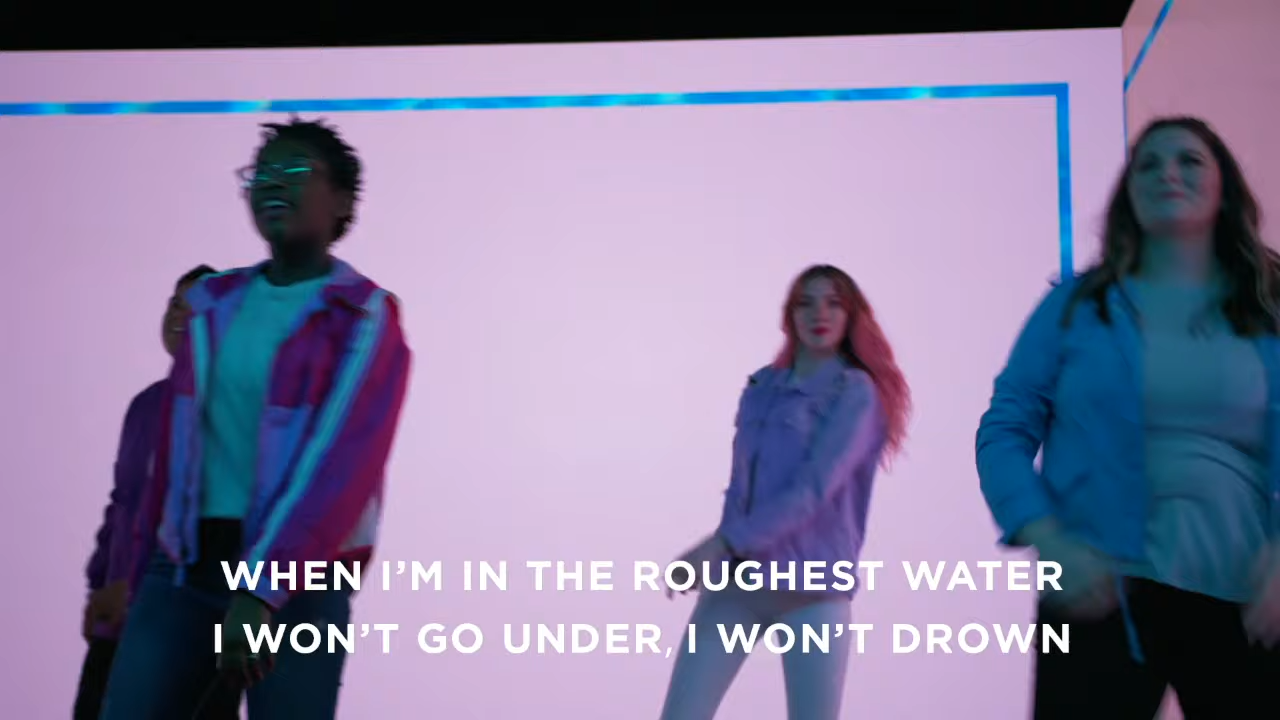 WHEN I'M IN THE ROUGHEST WATER
I WON'T GO UNDER, I WON'T DROWN